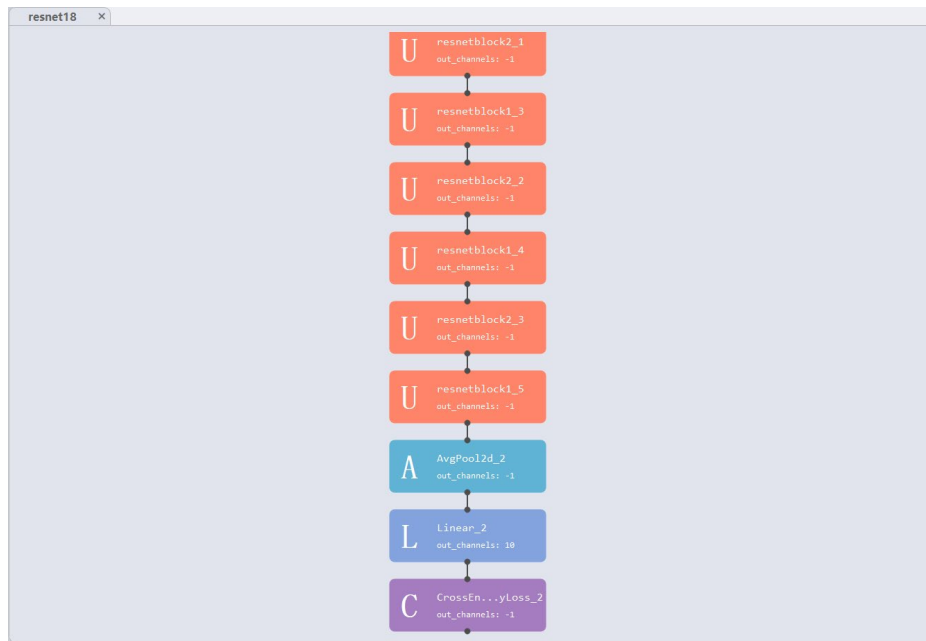 resnet18 ×
U resnetblock2_1
out_channels: -1
U resnetblock1_3
out_channels: -1
U resnetblock2_2
out_channels: -1
U resnetblock1_4
out_channels: -1
U resnetblock2_3
out_channels: -1
U resnetblock1_5
out_channels: -1
A AvgPool2d_2
out_channels: -1
L Linear_2
out_channels: 10
C CrossEn...yLoss_2
out_channels: -1